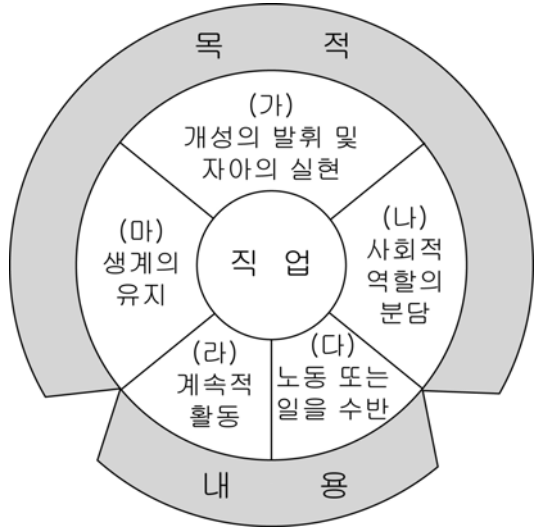 목 적
(가)
개성의 발휘 및
자아의 실현
(나)
사회적
역할의
분담
(마)
생계의
유지
직 업
(다)
노동 또는
일을 수반
(라)
계속적
활동
내 용